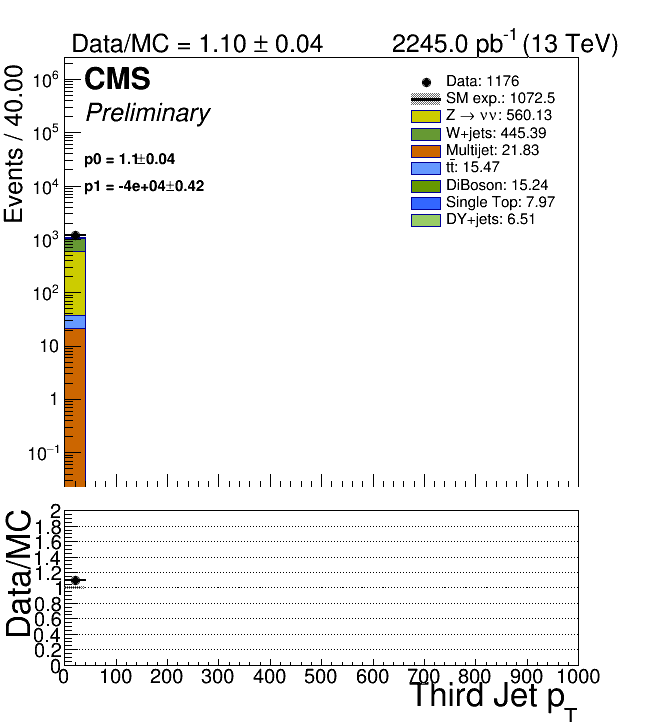 Data/MC = 1.10 ± 0.04
2245.0 pb⁻¹ (13 TeV)
Events / 40.00
10⁶
10⁵
10⁴
10³
10²
10
1
10⁻¹
CMS
Preliminary
p0 = 1.1±0.04
p1 = -4e+04±0.42
Data: 1176
SM exp.: 1072.5
Z → νν: 560.13
W+jets: 445.39
Multijet: 21.83
tt̄: 15.47
DiBoson: 15.24
Single Top: 7.97
DY+jets: 6.51
Data/MC
2
1.8
1.6
1.4
1.2
1
0.8
0.6
0.4
0.2
0
0 100 200 300 400 500 600 700 800 900 1000
Third Jet p_T